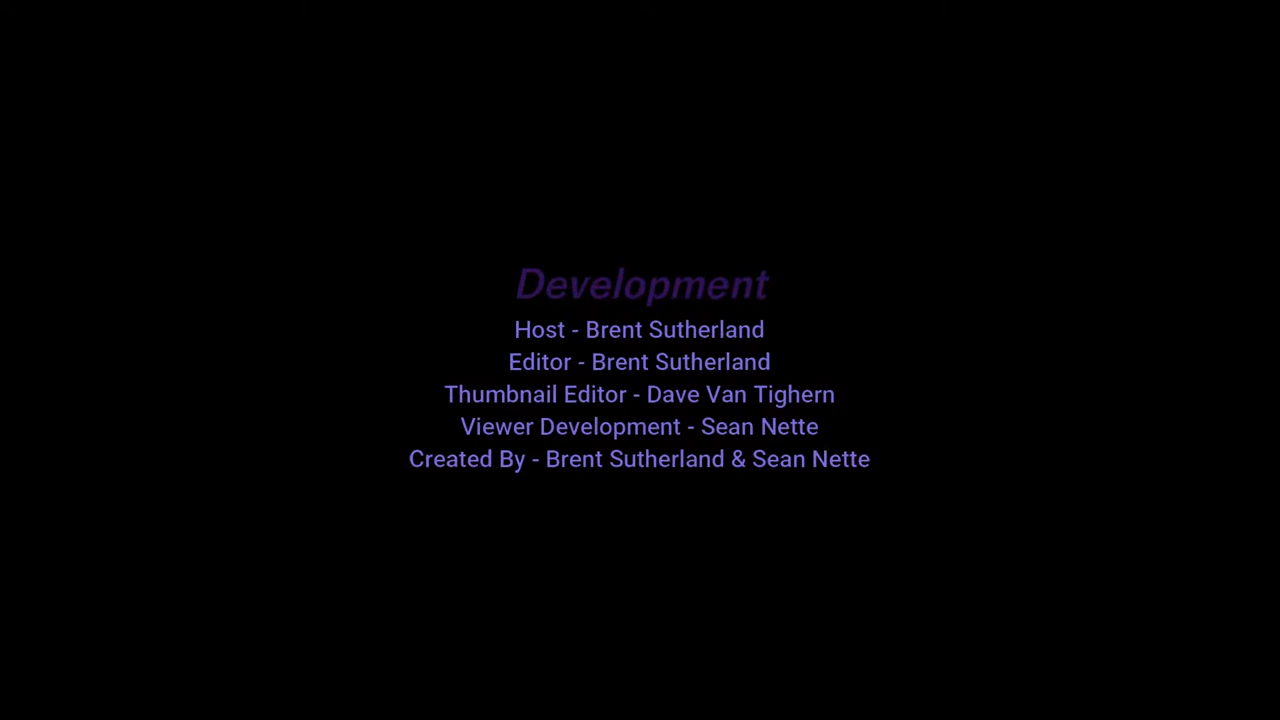 Development
Host - Brent Sutherland
Editor - Brent Sutherland
Thumbnail Editor - Dave Van Tighern
Viewer Development - Sean Nette
Created By - Brent Sutherland & Sean Nette